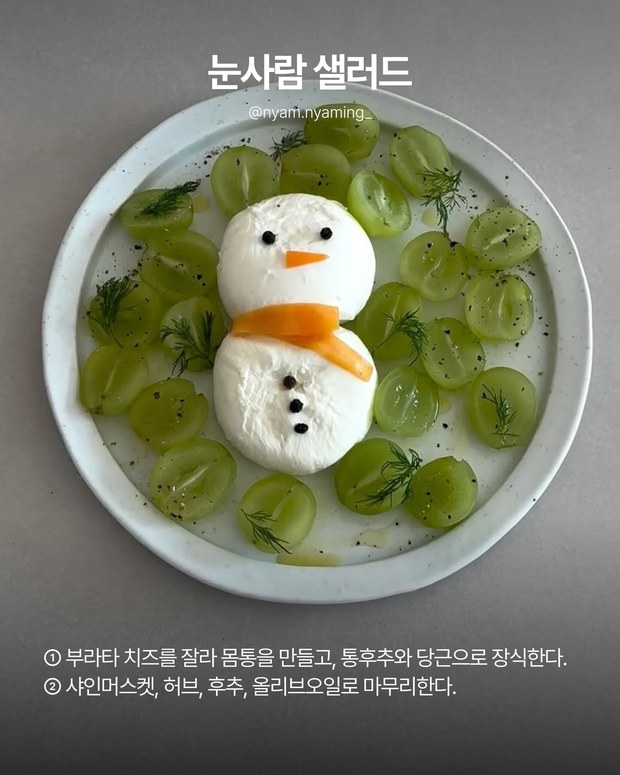 눈사람 샐러드
@nyam.nyaming_
① 부라타 치즈를 잘라 몸통을 만들고, 통후추와 당근으로 장식한다.
② 샤인머스켓, 허브, 후추, 올리브오일로 마무리한다.